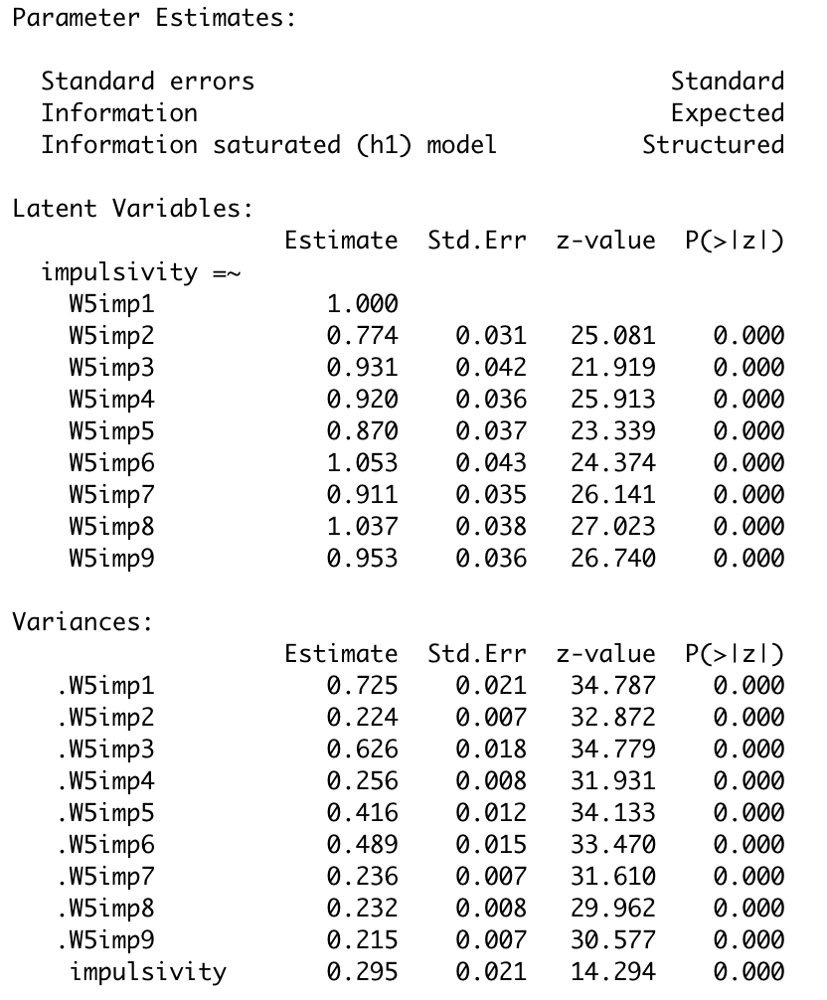 Parameter Estimates:
Standard errors Standard
Information Expected
Information saturated (h1) model Structured
Latent Variables:
Estimate Std.Err z-value P(>|z|)
impulsivity =~
W5imp1 1.000
W5imp2 0.774 0.031 25.081 0.000
W5imp3 0.931 0.042 21.919 0.000
W5imp4 0.920 0.036 25.913 0.000
W5imp5 0.870 0.037 23.339 0.000
W5imp6 1.053 0.043 24.374 0.000
W5imp7 0.911 0.035 26.141 0.000
W5imp8 1.037 0.038 27.023 0.000
W5imp9 0.953 0.036 26.740 0.000
Variances:
Estimate Std.Err z-value P(>|z|)
.W5imp1 0.725 0.021 34.787 0.000
.W5imp2 0.224 0.007 32.872 0.000
.W5imp3 0.626 0.018 34.779 0.000
.W5imp4 0.256 0.008 31.931 0.000
.W5imp5 0.416 0.012 34.133 0.000
.W5imp6 0.489 0.015 33.470 0.000
.W5imp7 0.236 0.007 31.610 0.000
.W5imp8 0.232 0.008 29.962 0.000
.W5imp9 0.215 0.007 30.577 0.000
impulsivity 0.295 0.021 14.294 0.000